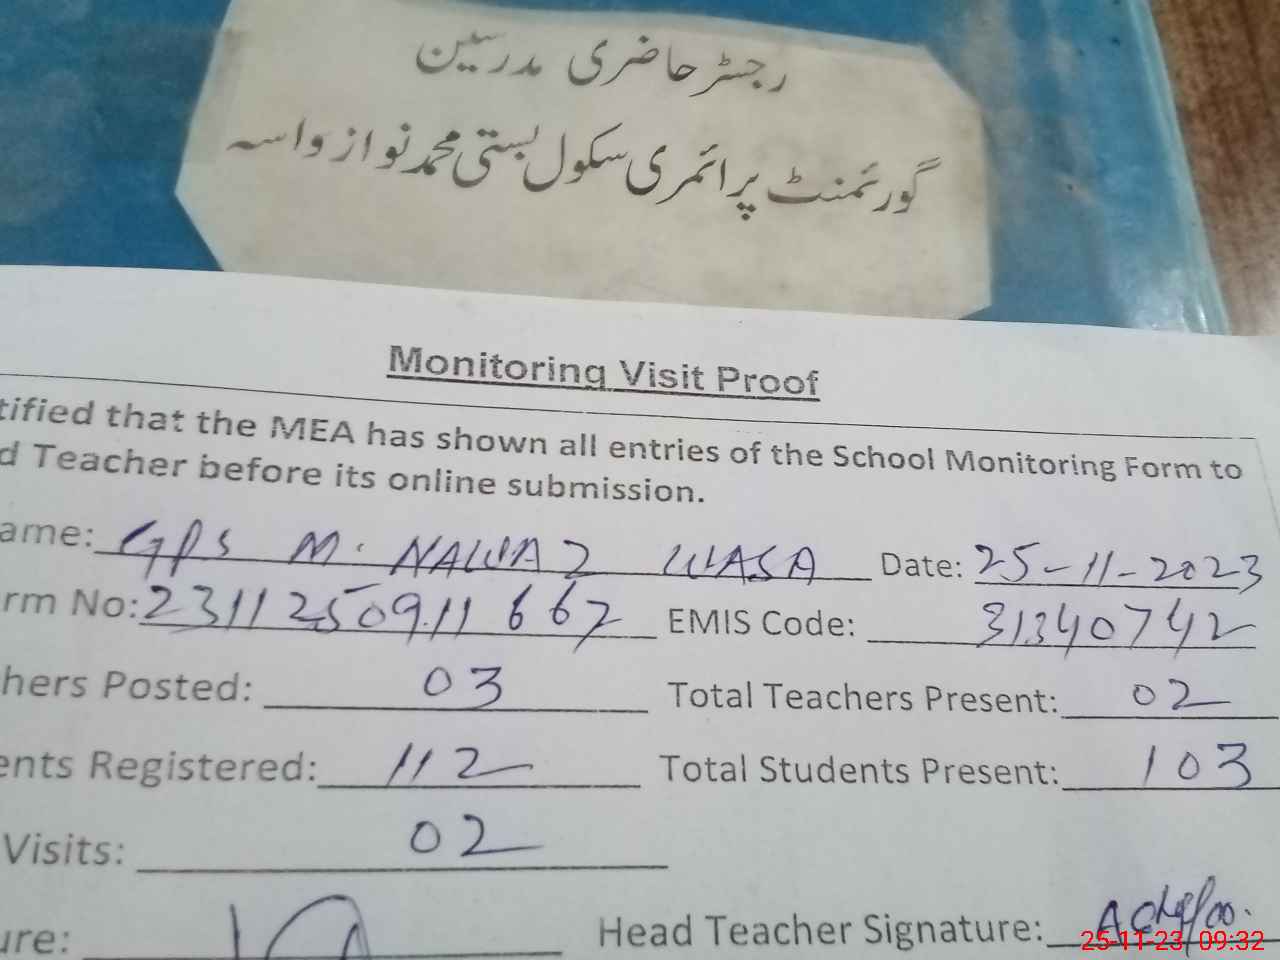 رجسٹر حاضری مدرسین
گورنمنٹ پرائمری سکول بستی محمد نواز واسہ
Monitoring Visit Proof
tified that the MEA has shown all entries of the School Monitoring Form to
d Teacher before its online submission.
ame: GPS M. NAWAZ WASA Date: 25-11-2023
rm No: 2311250911667 EMIS Code: 31340742
hers Posted: 03 Total Teachers Present: 02
ents Registered: 112 Total Students Present: 103
Visits: 02
ure: Head Teacher Signature:
25-11-23 09:32